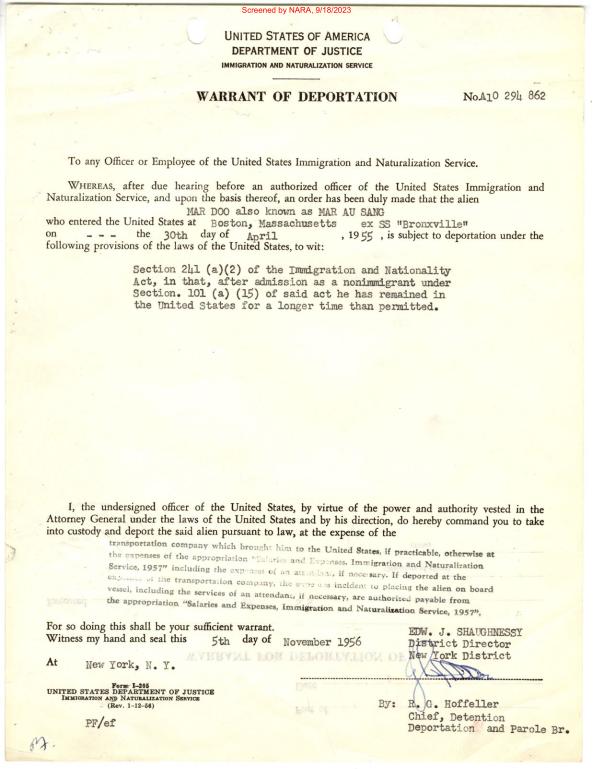 Screened by NARA, 9/18/2023
UNITED STATES OF AMERICA
DEPARTMENT OF JUSTICE
IMMIGRATION AND NATURALIZATION SERVICE
WARRANT OF DEPORTATION
No. A10 294 862
To any Officer or Employee of the United States Immigration and Naturalization Service.
WHEREAS, after due hearing before an authorized officer of the United States Immigration and
Naturalization Service, and upon the basis thereof, an order has been duly made that the alien
MAR DOO also known as MAR AU SANG
who entered the United States at Boston, Massachusetts ex SS "Bronxville"
on - - - the 30th day of April , 1955 , is subject to deportation under the
following provisions of the laws of the United States, to wit:
Section 241 (a)(2) of the Immigration and Nationality
Act, in that, after admission as a nonimmigrant under
Section. 101 (a) (15) of said act he has remained in
the United States for a longer time than permitted.
I, the undersigned officer of the United States, by virtue of the power and authority vested in the
Attorney General under the laws of the United States and by his direction, do hereby command you to take
into custody and deport the said alien pursuant to law, at the expense of the
transportation company which brought him to the United States, if practicable, otherwise at
the expenses of the appropriation "Salaries and Expenses, Immigration and Naturalization
Service, 1957" including the expenses of an attendant, if necessary. If deported at the
of the transportation company, the incident to placing the alien on board
vessel, including the services of an attendant, if necessary, are authorized payable from
the appropriation "Salaries and Expenses, Immigration and Naturalization Service, 1957",
For so doing this shall be your sufficient warrant.
Witness my hand and seal this 5th day of November 1956
EDW. J. SHAUGHNESSY
District Director
New York District
At New York, N. Y.
Form I-205
UNITED STATES DEPARTMENT OF JUSTICE
IMMIGRATION AND NATURALIZATION SERVICE
(Rev. 1-12-56)
By: R. G. Hoffeller
Chief, Detention
Deportation and Parole Br.
PF/ef